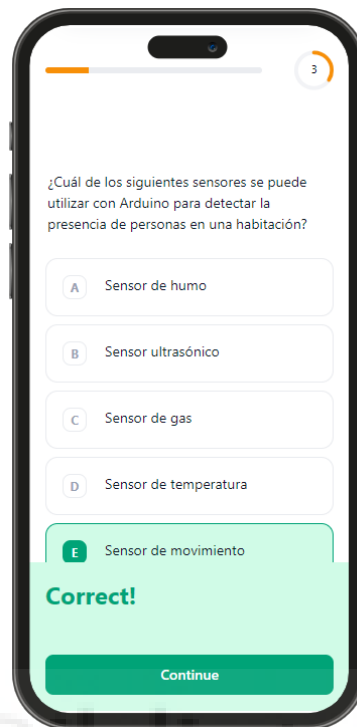 3
¿Cuál de los siguientes sensores se puede
utilizar con Arduino para detectar la
presencia de personas en una habitación?
A Sensor de humo
B Sensor ultrasónico
C Sensor de gas
D Sensor de temperatura
E Sensor de movimiento
Correct!
Continue